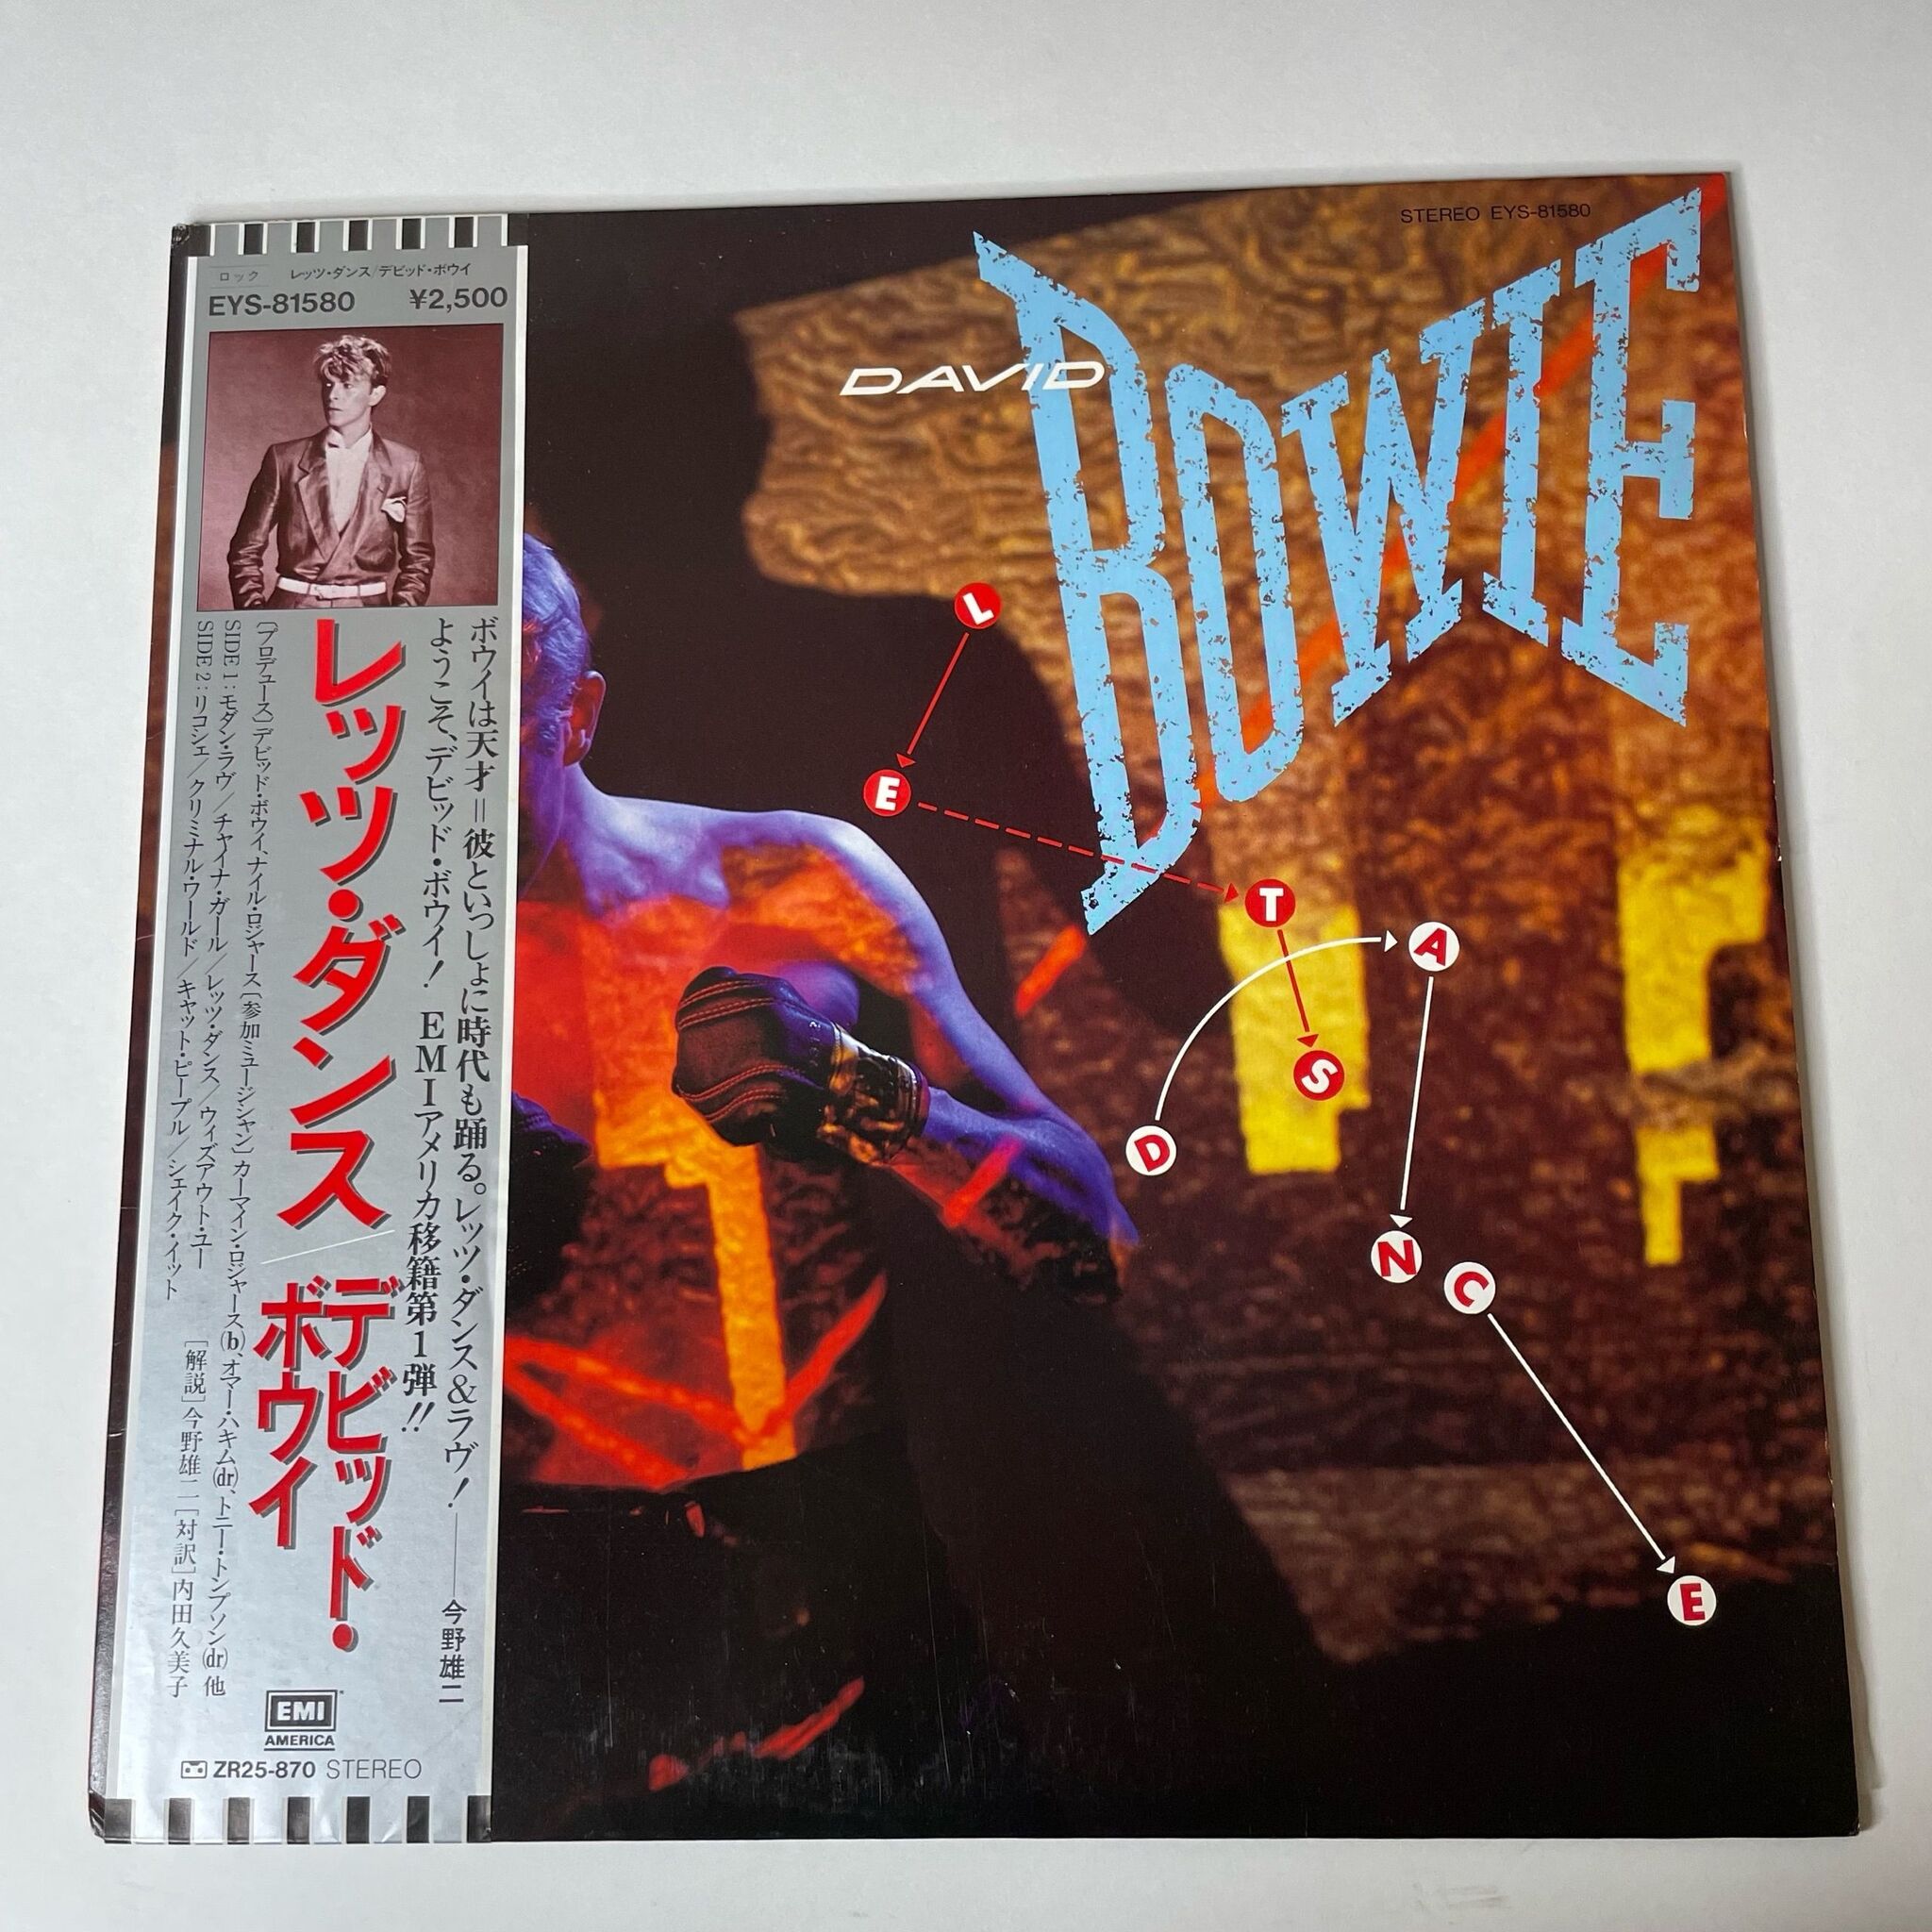 ロック レッツ・ダンス/デビッド・ボウイ
EYS-81580 ¥2,500
ボウイは天才＝彼といっしょに時代も踊る。レッツ・ダンス＆ラヴ！――今野雄二
ようこそ、デビッド・ボウイ！ EMIアメリカ移籍第1弾!!
レッツ・ダンス/デビッド・ボウイ
〔プロデュース〕デビッド・ボウイ、ナイル・ロジャース〔参加ミュージシャン〕カーマイン・ロジャース(b)、オマー・ハキム(dr)、トニー・トンプソン(dr)他
SIDE 1：モダン・ラヴ/チャイナ・ガール/レッツ・ダンス/ウィズアウト・ユー
SIDE 2：リコシェ/クリミナル・ワールド/キャット・ピープル/シェイク・イット
［解説］今野雄二［対訳］内田久美子
EMI
AMERICA
ZR25-870 STEREO
STEREO EYS-81580
DAVID
BOWIE
L
E
T
S
D
A
N
C
E